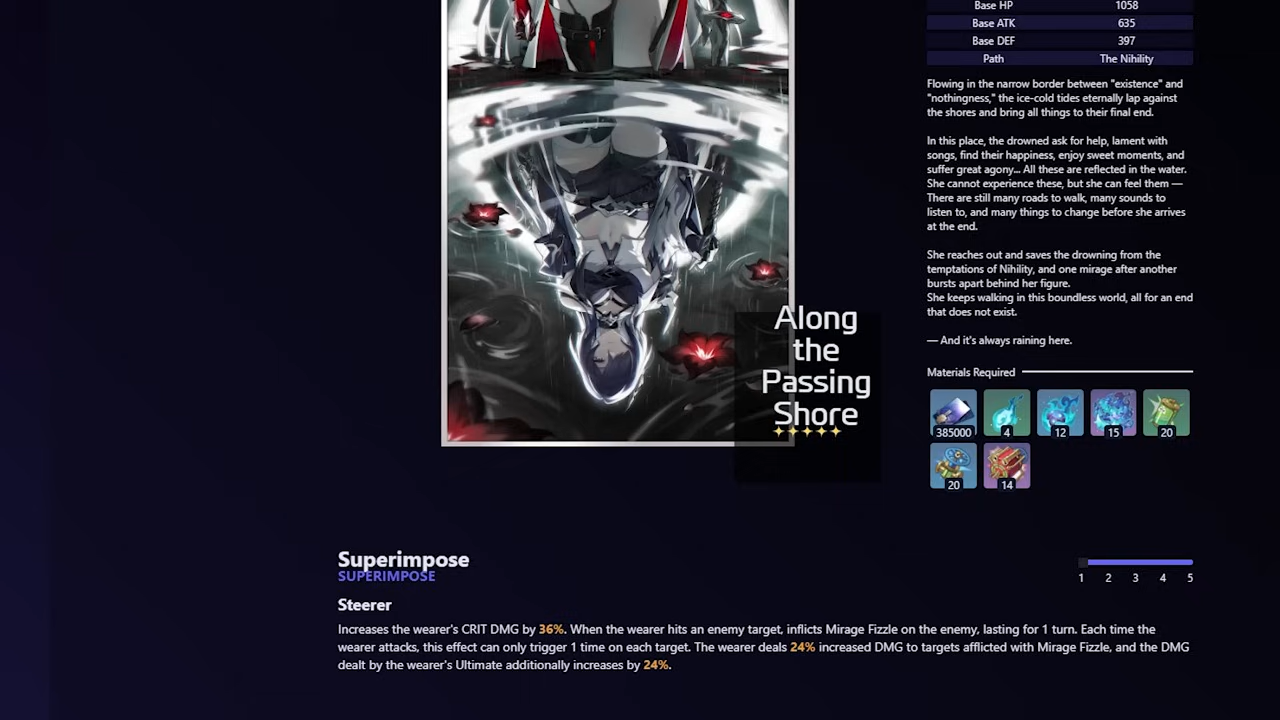 Base HP 1058
Base ATK 635
Base DEF 397
Path The Nihility
Flowing in the narrow border between "existence" and
"nothingness," the ice-cold tides eternally lap against
the shores and bring all things to their final end.
In this place, the drowned ask for help, lament with
songs, find their happiness, enjoy sweet moments, and
suffer great agony... All these are reflected in the water.
She cannot experience these, but she can feel them —
There are still many roads to walk, many sounds to
listen to, and many things to change before she arrives
at the end.
She reaches out and saves the drowning from the
temptations of Nihility, and one mirage after another
bursts apart behind her figure.
She keeps walking in this boundless world, all for an end
that does not exist.
— And it's always raining here.
Along
the
Passing
Shore
Materials Required
385000 4 12 15 20
20 14
Superimpose
SUPERIMPOSE
1 2 3 4 5
Steerer
Increases the wearer's CRIT DMG by 36%. When the wearer hits an enemy target, inflicts Mirage Fizzle on the enemy, lasting for 1 turn. Each time the
wearer attacks, this effect can only trigger 1 time on each target. The wearer deals 24% increased DMG to targets afflicted with Mirage Fizzle, and the DMG
dealt by the wearer's Ultimate additionally increases by 24%.